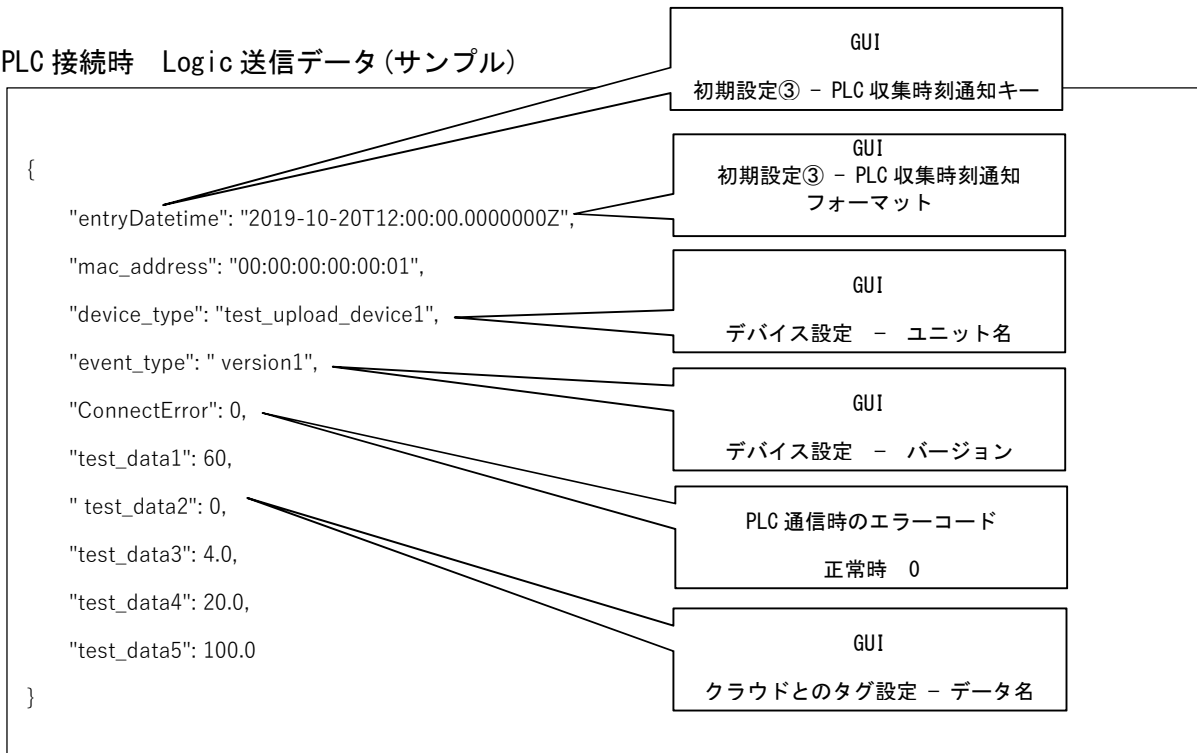 PLC 接続時　Logic 送信データ(サンプル)
{
"entryDatetime": "2019-10-20T12:00:00.0000000Z",
"mac_address": "00:00:00:00:00:01",
"device_type": "test_upload_device1",
"event_type": " version1",
"ConnectError": 0,
"test_data1": 60,
" test_data2": 0,
"test_data3": 4.0,
"test_data4": 20.0,
"test_data5": 100.0
}
GUI
初期設定③ - PLC 収集時刻通知キー
GUI
初期設定③ - PLC 収集時刻通知
フォーマット
GUI
デバイス設定　-　ユニット名
GUI
デバイス設定　-　バージョン
PLC 通信時のエラーコード
正常時　0
GUI
クラウドとのタグ設定 - データ名